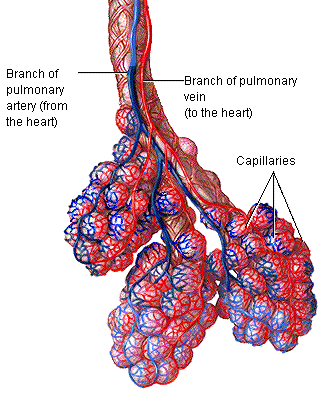 Branch of
pulmonary
artery (from
the heart)
Branch of pulmonary
vein
(to the heart)
Capillaries